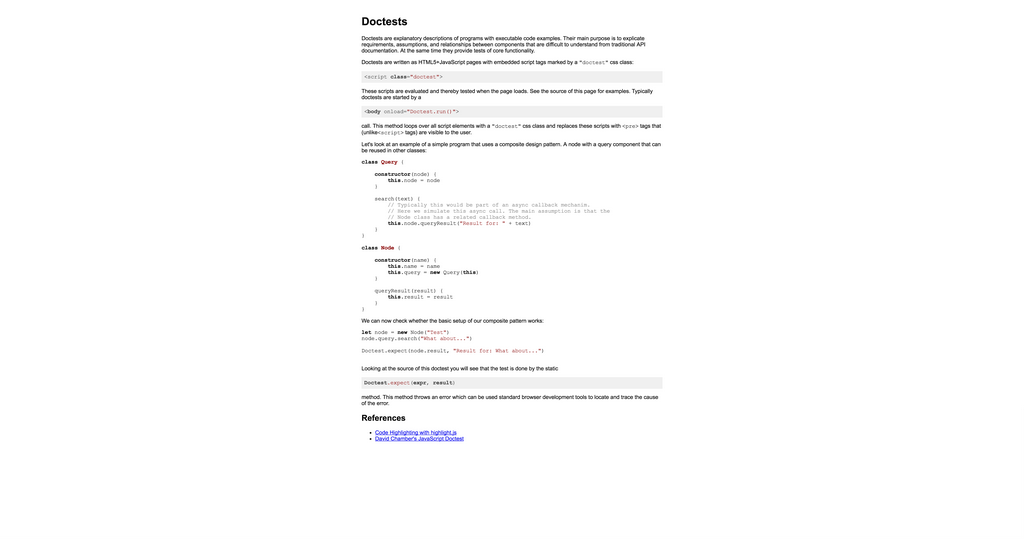 Doctests
Doctests are explanatory descriptions of programs with executable code examples. Their main purpose is to explicate
requirements, assumptions, and relationships between components that are difficult to understand from traditional API
documentation. At the same time they provide tests of core functionality.
Doctests are written as HTML5+JavaScript pages with embedded script tags marked by a "doctest" css class:
<script class="doctest">
These scripts are evaluated and thereby tested when the page loads. See the source of this page for examples. Typically
doctests are started by a
<body onload="Doctest.run()">
call. This method loops over all script elements with a "doctest" css class and replaces these scripts with <pre> tags that
(unlike<script> tags) are visible to the user.
Let's look at an example of a simple program that uses a composite design pattern. A node with a query component that can
be reused in other classes:
class Query {
constructor(node) {
this.node = node
}
search(text) {
// Typically this would be part of an async callback mechanim.
// Here we simulate this async call. The main assumption is that the
// Node class has a related callback method.
this.node.queryResult("Result for: " + text)
}
}
class Node {
constructor(name) {
this.name = name
this.query = new Query(this)
}
queryResult(result) {
this.result = result
}
}
We can now check whether the basic setup of our composite pattern works:
let node = new Node("Test")
node.query.search("What about...")
Doctest.expect(node.result, "Result for: What about...")
Looking at the source of this doctest you will see that the test is done by the static
Doctest.expect(expr, result)
method. This method throws an error which can be used standard browser development tools to locate and trace the cause
of the error.
References
• Code Highlighting with highlight.js
• David Chamber's JavaScript Doctest